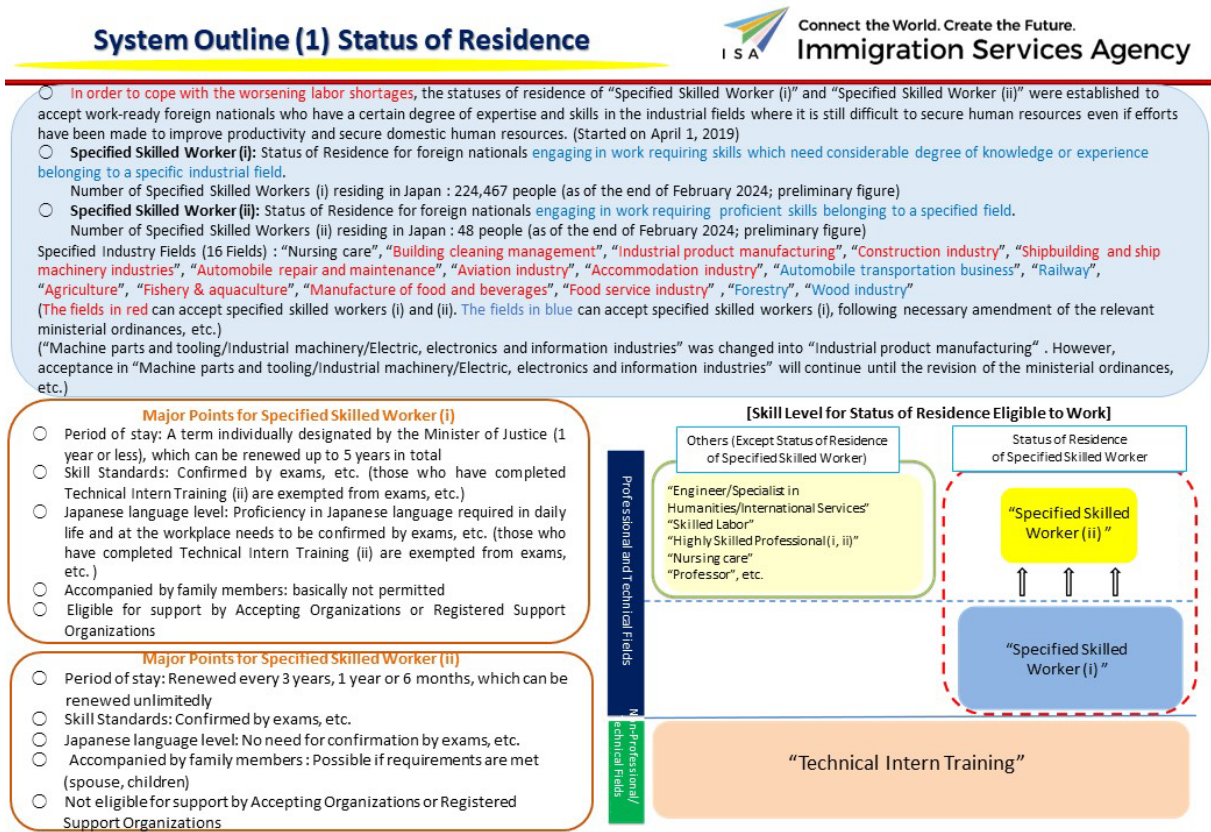 System Outline (1) Status of Residence
ISA
Connect the World. Create the Future.
Immigration Services Agency
○ In order to cope with the worsening labor shortages, the statuses of residence of “Specified Skilled Worker (i)” and “Specified Skilled Worker (ii)” were established to
accept work-ready foreign nationals who have a certain degree of expertise and skills in the industrial fields where it is still difficult to secure human resources even if efforts
have been made to improve productivity and secure domestic human resources. (Started on April 1, 2019)
○ Specified Skilled Worker(i): Status of Residence for foreign nationals engaging in work requiring skills which need considerable degree of knowledge or experience
belonging to a specific industrial field.
Number of Specified Skilled Workers (i) residing in Japan : 224,467 people (as of the end of February 2024; preliminary figure)
○ Specified Skilled Worker(ii): Status of Residence for foreign nationals engaging in work requiring proficient skills belonging to a specified field.
Number of Specified Skilled Workers (ii) residing in Japan : 48 people (as of the end of February 2024; preliminary figure)
Specified Industry Fields (16 Fields) : “Nursing care”, “Building cleaning management”, “Industrial product manufacturing”, “Construction industry”, “Shipbuilding and ship
machinery industries”, “Automobile repair and maintenance”, “Aviation industry”, “Accommodation industry”, “Automobile transportation business”, “Railway”,
“Agriculture”, “Fishery & aquaculture”, “Manufacture of food and beverages”, “Food service industry” , “Forestry”, “Wood industry”
(The fields in red can accept specified skilled workers (i) and (ii). The fields in blue can accept specified skilled workers (i), following necessary amendment of the relevant
ministerial ordinances, etc.)
(“Machine parts and tooling/Industrial machinery/Electric, electronics and information industries” was changed into “Industrial product manufacturing“ . However,
acceptance in “Machine parts and tooling/Industrial machinery/Electric, electronics and information industries” will continue until the revision of the ministerial ordinances,
etc.)
Major Points for Specified Skilled Worker (i)
○ Period of stay: A term individually designated by the Minister of Justice (1
year or less), which can be renewed up to 5 years in total
○ Skill Standards: Confirmed by exams, etc. (those who have completed
Technical Intern Training (ii) are exempted from exams, etc.)
○ Japanese language level: Proficiency in Japanese language required in daily
life and at the workplace needs to be confirmed by exams, etc. (those who
have completed Technical Intern Training (ii) are exempted from exams,
etc. )
○ Accompanied by family members: basically not permitted
○ Eligible for support by Accepting Organizations or Registered Support
Organizations
Major Points for Specified Skilled Worker (ii)
○ Period of stay: Renewed every 3 years, 1 year or 6 months, which can be
renewed unlimitedly
○ Skill Standards: Confirmed by exams, etc.
○ Japanese language level: No need for confirmation by exams, etc.
○ Accompanied by family members : Possible if requirements are met
(spouse, children)
○ Not eligible for support by Accepting Organizations or Registered
Support Organizations
[Skill Level for Status of Residence Eligible to Work]
Others (Except Status of Residence
of Specified Skilled Worker)
Status of Residence
of Specified Skilled Worker
Professional and Technical Fields
“Engineer/Specialist in
Humanities/International Services”
“Skilled Labor”
“Highly Skilled Professional (i, ii)”
“Nursing care”
“Professor”, etc.
“Specified Skilled
Worker (ii) ”
“Specified Skilled
Worker (i) ”
Non-Professional/
Technical Fields
“Technical Intern Training”